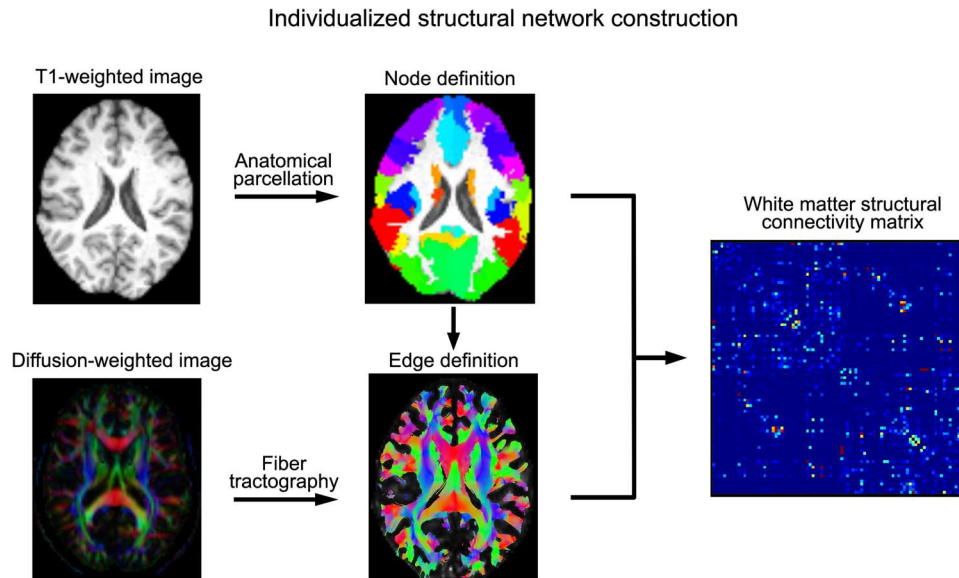 Individualized structural network construction
T1-weighted image
Node definition
Anatomical
parcellation
White matter structural
connectivity matrix
Diffusion-weighted image
Edge definition
Fiber
tractography